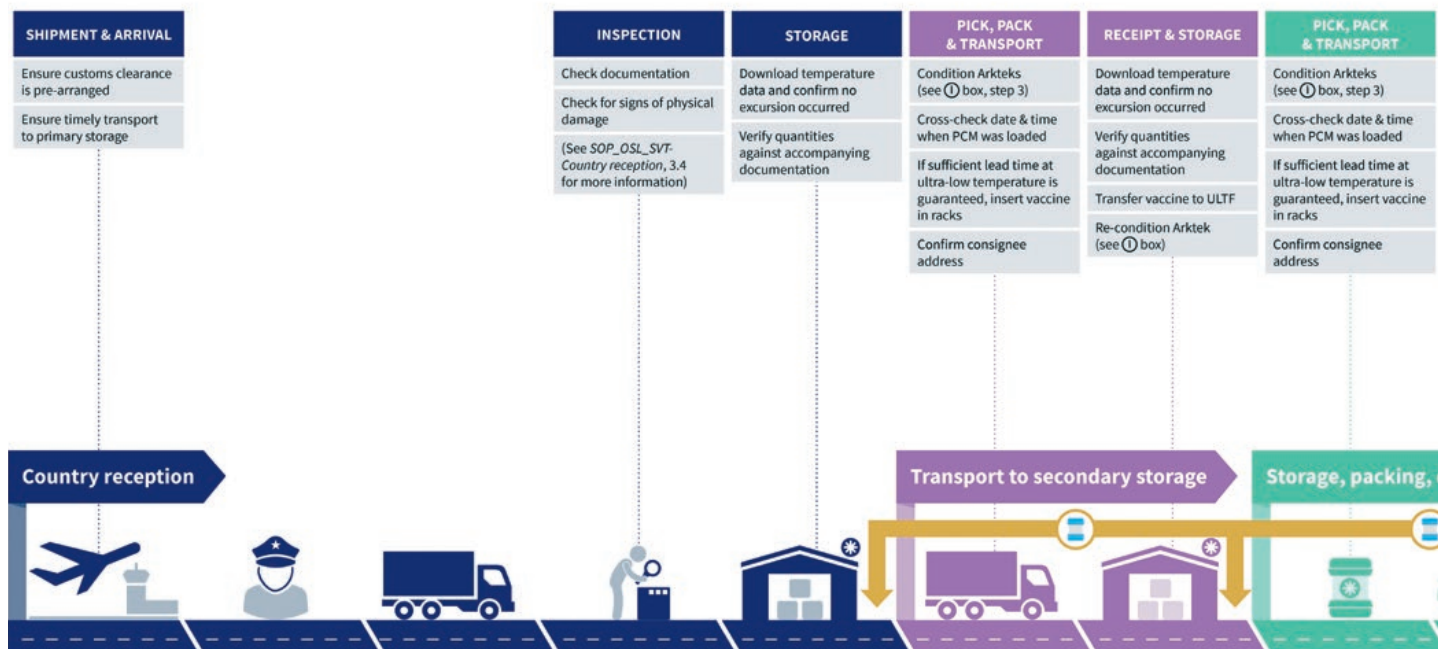 SHIPMENT & ARRIVAL
Ensure customs clearance
is pre-arranged
Ensure timely transport
to primary storage
INSPECTION
Check documentation
Check for signs of physical
damage
(See SOP_OSL_SVT-
Country reception, 3.4
for more information)
STORAGE
Download temperature
data and confirm no
excursion occurred
Verify quantities
against accompanying
documentation
PICK, PACK
& TRANSPORT
Condition Arkteks
(see Ⓘ box, step 3)
Cross-check date & time
when PCM was loaded
If sufficient lead time at
ultra-low temperature is
guaranteed, insert vaccine
in racks
Confirm consignee
address
RECEIPT & STORAGE
Download temperature
data and confirm no
excursion occurred
Verify quantities
against accompanying
documentation
Transfer vaccine to ULTF
Re-condition Arktek
(see Ⓘ box)
PICK, PACK
& TRANSPORT
Condition Arkteks
(see Ⓘ box, step 3)
Cross-check date & time
when PCM was loaded
If sufficient lead time at
ultra-low temperature is
guaranteed, insert vaccine
in racks
Confirm consignee
address
Country reception
Transport to secondary storage
Storage, packing,